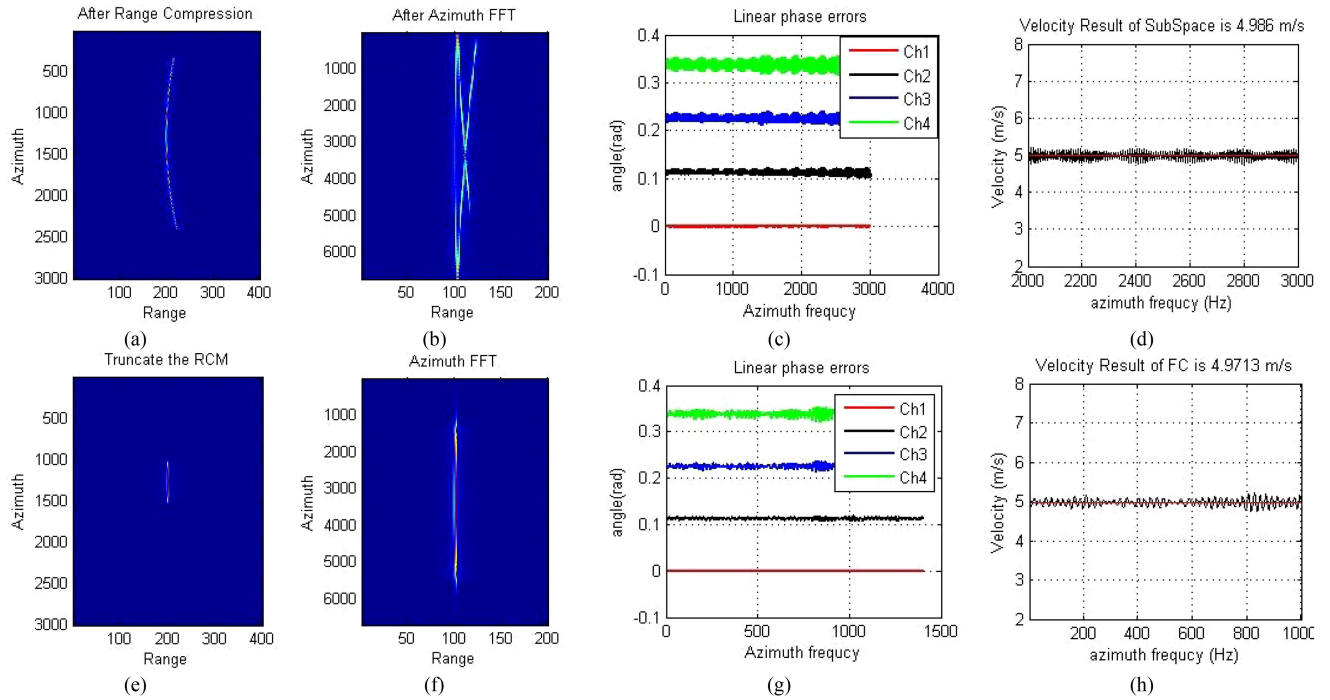 After Range Compression
Azimuth
500
1000
1500
2000
2500
3000
100 200 300 400
Range
(a)
After Azimuth FFT
Azimuth
1000
2000
3000
4000
5000
6000
50 100 150 200
Range
(b)
Linear phase errors
angle(rad)
0.4
0.3
0.2
0.1
0
-0.1
Ch1
Ch2
Ch3
Ch4
0 1000 2000 3000 4000
Azimuth frequcy
(c)
Velocity Result of SubSpace is 4.986 m/s
Velocity (m/s)
8
7
6
5
4
3
2
2000 2200 2400 2600 2800 3000
azimuth frequcy (Hz)
(d)
Truncate the RCM
Azimuth
500
1000
1500
2000
2500
3000
100 200 300 400
Range
(e)
Azimuth FFT
Azimuth
1000
2000
3000
4000
5000
6000
50 100 150 200
Range
(f)
Linear phase errors
angle(rad)
0.4
0.3
0.2
0.1
0
-0.1
Ch1
Ch2
Ch3
Ch4
0 500 1000 1500
Azimuth frequcy
(g)
Velocity Result of FC is 4.9713 m/s
Velocity (m/s)
8
7
6
5
4
3
2
200 400 600 800 1000
azimuth frequcy (Hz)
(h)